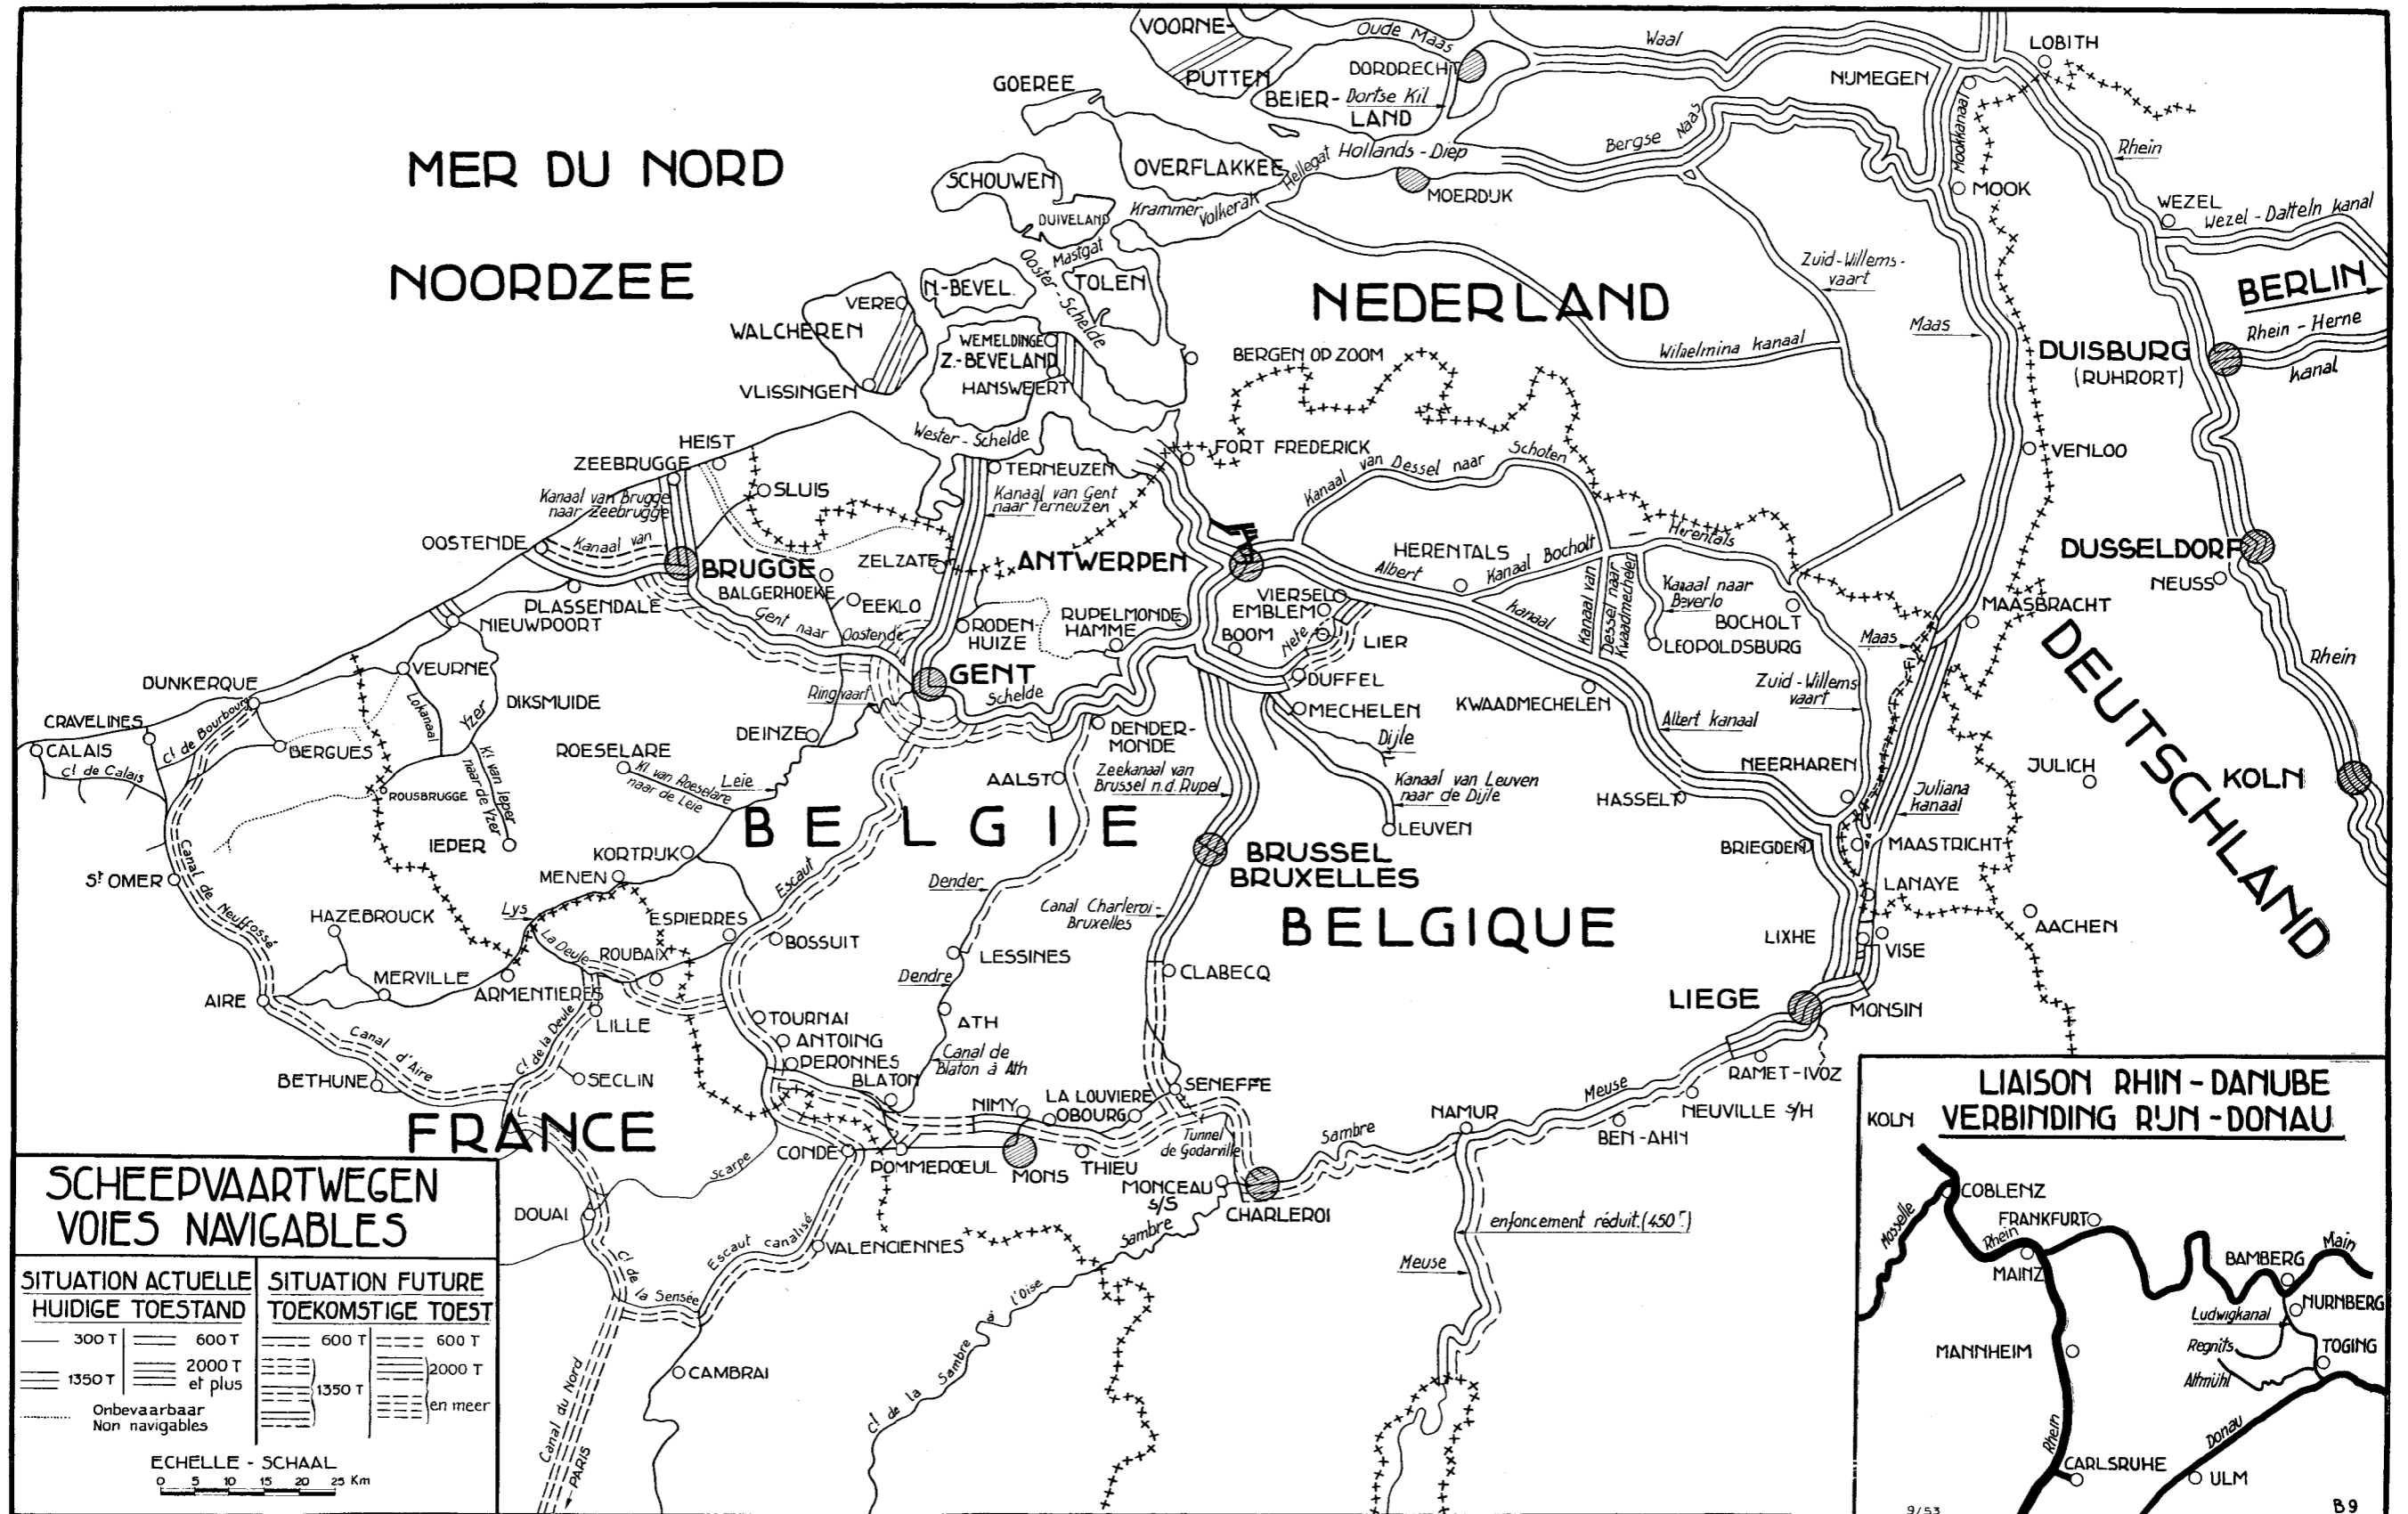 MER DU NORD
NOORDZEE
VOORNE-
PUTTEN
Oude Maas
DORDRECHT
BEIER-
LAND
Dortse Kil
Waal
NIJMEGEN
LOBITH
GOEREE
OVERFLAKKEE
Hellegat
Hollands-Diep
MOERDIJK
Bergse Maas
Mookkanaal
MOOK
Rhein
WEZEL
Wezel-Datteln kanal
BERLIN
Rhein-Herne
kanal
DUISBURG
(RUHRORT)
SCHOUWEN
DUIVELAND
Krammer
Volkerak
Mastgat
Ooster-Schelde
TOLEN
N-BEVEL.
VERE
WALCHEREN
WEMELDINGE
Z.-BEVELAND
HANSWEERT
VLISSINGEN
NEDERLAND
BERGEN OP ZOOM
Zuid-Willems-
vaart
Wilhelmina kanaal
Maas
VENLOO
Wester-Schelde
HEIST
ZEEBRUGGE
Kanaal van Brugge
naar Zeebrugge
SLUIS
TERNEUZEN
Kanaal van Gent
naar Terneuzen
FORT FREDERICK
Kanaal van Dessel naar Schoten
OOSTENDE
Kanaal van
BRUGGE
BALGERHOEKE
ZELZATE
ANTWERPEN
HERENTALS
Albert
kanaal
Kanaal Bocholt
Herentals
Kanaal van
Dessel naar
Kwaadmechelen
Kanaal naar
Beverlo
BOCHOLT
LEOPOLDSBURG
MAASBRACHT
DUSSELDORF
NEUSS
PLASSENDALE
EEKLO
Gent naar Oostende
NIEUWPOORT
RODEN-
HUIZE
RUPELMONDE
HAMME
VIERSEL
EMBLEM
BOOM
Nete
LIER
DUFFEL
MECHELEN
Maas
DEUTSCHLAND
Rhein
VEURNE
DIKSMUIDE
Lokanaal
Yzer
GENT
Ringvaart
Schelde
DUNKERQUE
CRAVELINES
CALAIS
Cl de Calais
Cl de Bourbourg
BERGUES
ROUSBRUGGE
Kl van Ieper
naar de Yzer
IEPER
DEINZE
ROESELARE
Kl van Roeselare
naar de Leie
Leie
DENDER-
MONDE
AALST
Zeekanaal van
Brussel n.d. Rupel
Dijle
Kanaal van Leuven
naar de Dijle
LEUVEN
KWAADMECHELEN
Albert kanaal
Zuid-Willems
vaart
NEERHAREN
HASSELT
Juliana
kanaal
BRIEGDEN
MAASTRICHT
JULICH
KOLN
BELGIE
BELGIQUE
BRUSSEL
BRUXELLES
KORTRIJK
MENEN
Escaut
Dender
Canal Charleroi-
Bruxelles
St OMER
Canal de Neuffossé
HAZEBROUCK
Lys
ESPIERRES
La Deule
ROUBAIX
BOSSUIT
LESSINES
Dendre
CLABECQ
LANAYE
LIXHE
VISE
AACHEN
LIEGE
MONSIN
AIRE
MERVILLE
ARMENTIERES
LILLE
Canal d'Aire
Cl de la Deule
SECLIN
BETHUNE
TOURNAI
ANTOING
PERONNES
BLATON
ATH
Canal de
Blaton à Ath
NIMY
LA LOUVIERE
OBOURG
SENEFFE
Tunnel
de Godarville
RAMET-IVOZ
NEUVILLE S/H
BEN-AHIN
Meuse
NAMUR
Sambre
FRANCE
CONDÉ
POMMERŒUL
MONS
THIEU
MONCEAU
S/S
CHARLEROI
Scarpe
DOUAI
Escaut canalisé
VALENCIENNES
Cl de la Sensée
CAMBRAI
Canal du Nord
PARIS
Sambre
Cl de la Sambre à l'Oise
enfoncement réduit.(450T)
Meuse
SCHEEPVAARTWEGEN
VOIES NAVIGABLES
SITUATION ACTUELLE
HUIDIGE TOESTAND
SITUATION FUTURE
TOEKOMSTIGE TOEST
300 T
600 T
1350 T
2000 T
et plus
600 T
1350 T
600 T
2000 T
en meer
Onbevaarbaar
Non navigables
ECHELLE - SCHAAL
0 5 10 15 20 25 Km
LIAISON RHIN-DANUBE
VERBINDING RIJN-DONAU
KOLN
COBLENZ
Mosselle
FRANKFURT
Rhein
MAINZ
BAMBERG
Main
NURNBERG
Ludwigkanal
Regnits
TOGING
Altmühl
MANNHEIM
Rhein
CARLSRUHE
Donau
ULM
9/53
B9